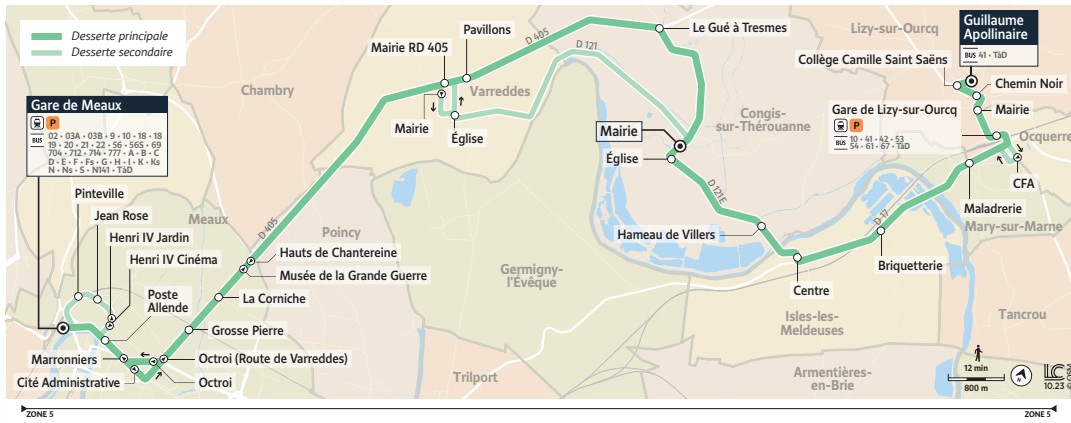 Desserte principale
Desserte secondaire
Gare de Meaux
P
BUS
02 • 03A • 03B • 9 • 10 • 18 • 18
19 • 20 • 21 • 22 • 56 • 56S • 69
704 • 712 • 714 • 777 • A • B • C
D • E • F • Fs • G • H • I • K • Ks
N • Ns • S • N141 • TàD
Pinteville
Jean Rose
Henri IV Jardin
Henri IV Cinéma
Poste
Allende
Marronniers
Cité Administrative
Octroi
Octroi (Route de Varreddes)
Grosse Pierre
La Corniche
Musée de la Grande Guerre
Hauts de Chantereine
Meaux
Poincy
Chambry
D 405
Mairie RD 405
Pavillons
Varreddes
Mairie
Église
D 405
D 121
Le Gué à Tresmes
Congis-
sur-Thérouanne
Mairie
Église
D 121E
Hameau de Villers
Germigny-
l'Évêque
Trilport
Centre
Isles-les-
Meldeuses
Armentières-
en-Brie
D 17
Briquetterie
Maladrerie
Mary-sur-Marne
Tancrou
CFA
Ocquerre
Gare de Lizy-sur-Ourcq
P
BUS
10 • 41 • 42 • 53
54 • 61 • 67 • TàD
Mairie
Chemin Noir
Collège Camille Saint Saëns
Lizy-sur-Ourcq
Guillaume
Apollinaire
BUS 41 • TàD
12 min
800 m
LC
10.23 © OSM
ZONE 5
ZONE 5